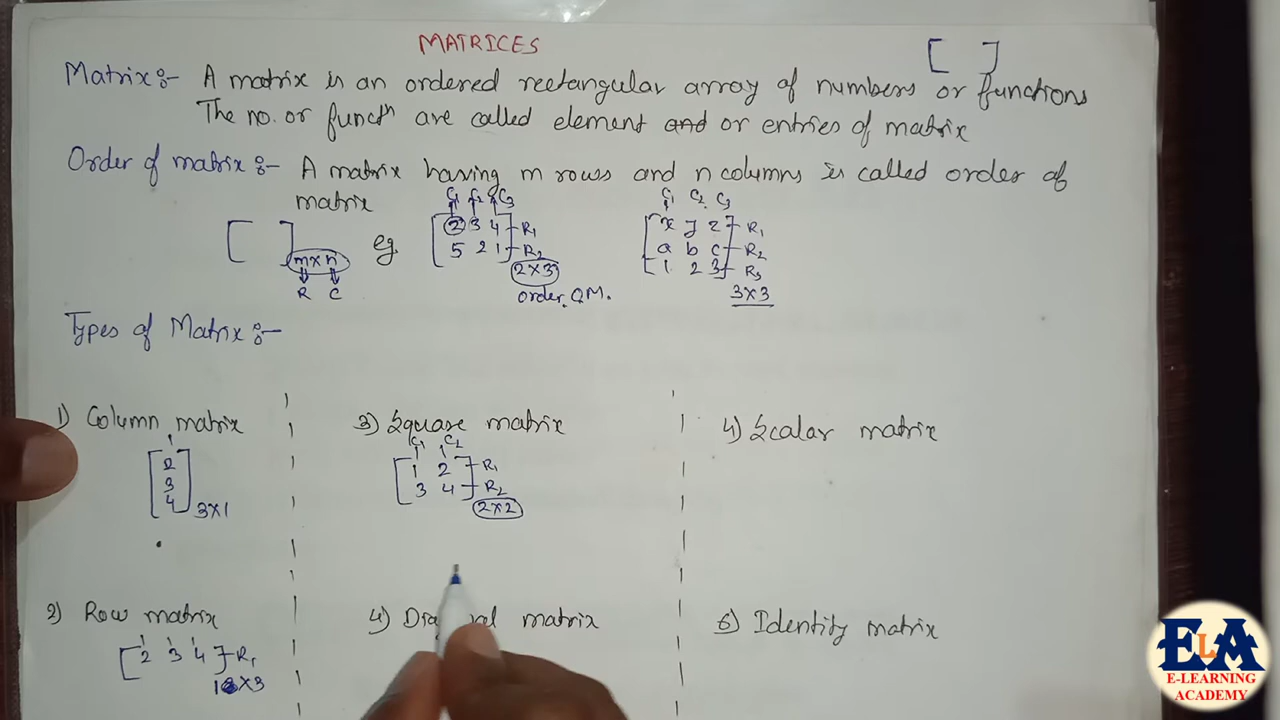 MATRICES
[ ]
Matrix:- A matrix is an ordered rectangular array of numbers or functions
The no. or functn are called element and or entries of matrix
Order of matrix:- A matrix having m rows and n columns is called order of
matrix
[ ] m×n
R C
eg
C1 C2 C3
2 3 4 R1
5 2 1 R2
2×3
order O.M.
C1 C2 C3
x y z R1
a b c R2
1 2 3 R3
3×3
Types of Matrix:-
1) Column matrix
2
3
4
3×1
2) Row matrix
[2 3 4] R1
×3
3) Square matrix
C1 C2
1 2 R1
3 4 R2
2×2
4) matrix
4) Scalar matrix
6) Identity matrix
ELA
E-LEARNING
ACADEMY